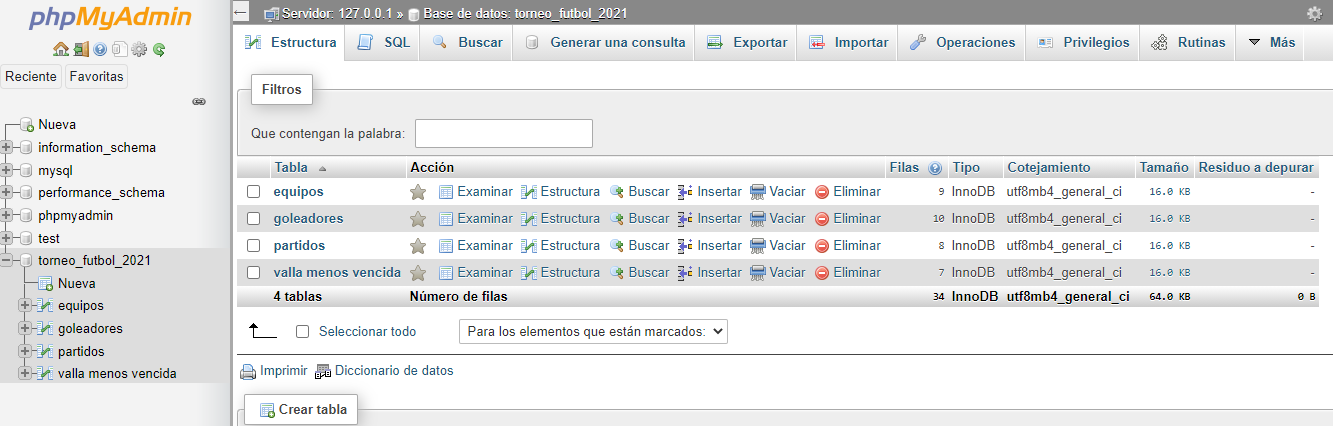 phpMyAdmin
Reciente Favoritas
Nueva
information_schema
mysql
performance_schema
phpmyadmin
test
torneo_futbol_2021
Nueva
equipos
goleadores
partidos
valla menos vencida
Servidor: 127.0.0.1 » Base de datos: torneo_futbol_2021
Estructura SQL Buscar Generar una consulta Exportar Importar Operaciones Privilegios Rutinas Más
Filtros
Que contengan la palabra:
Tabla Acción Filas Tipo Cotejamiento Tamaño Residuo a depurar
equipos Examinar Estructura Buscar Insertar Vaciar Eliminar 9 InnoDB utf8mb4_general_ci 16.0 KB -
goleadores Examinar Estructura Buscar Insertar Vaciar Eliminar 10 InnoDB utf8mb4_general_ci 16.0 KB -
partidos Examinar Estructura Buscar Insertar Vaciar Eliminar 8 InnoDB utf8mb4_general_ci 16.0 KB -
valla menos vencida Examinar Estructura Buscar Insertar Vaciar Eliminar 7 InnoDB utf8mb4_general_ci 16.0 KB -
4 tablas Número de filas 34 InnoDB utf8mb4_general_ci 64.0 KB 0 B
Seleccionar todo Para los elementos que están marcados:
Imprimir Diccionario de datos
Crear tabla